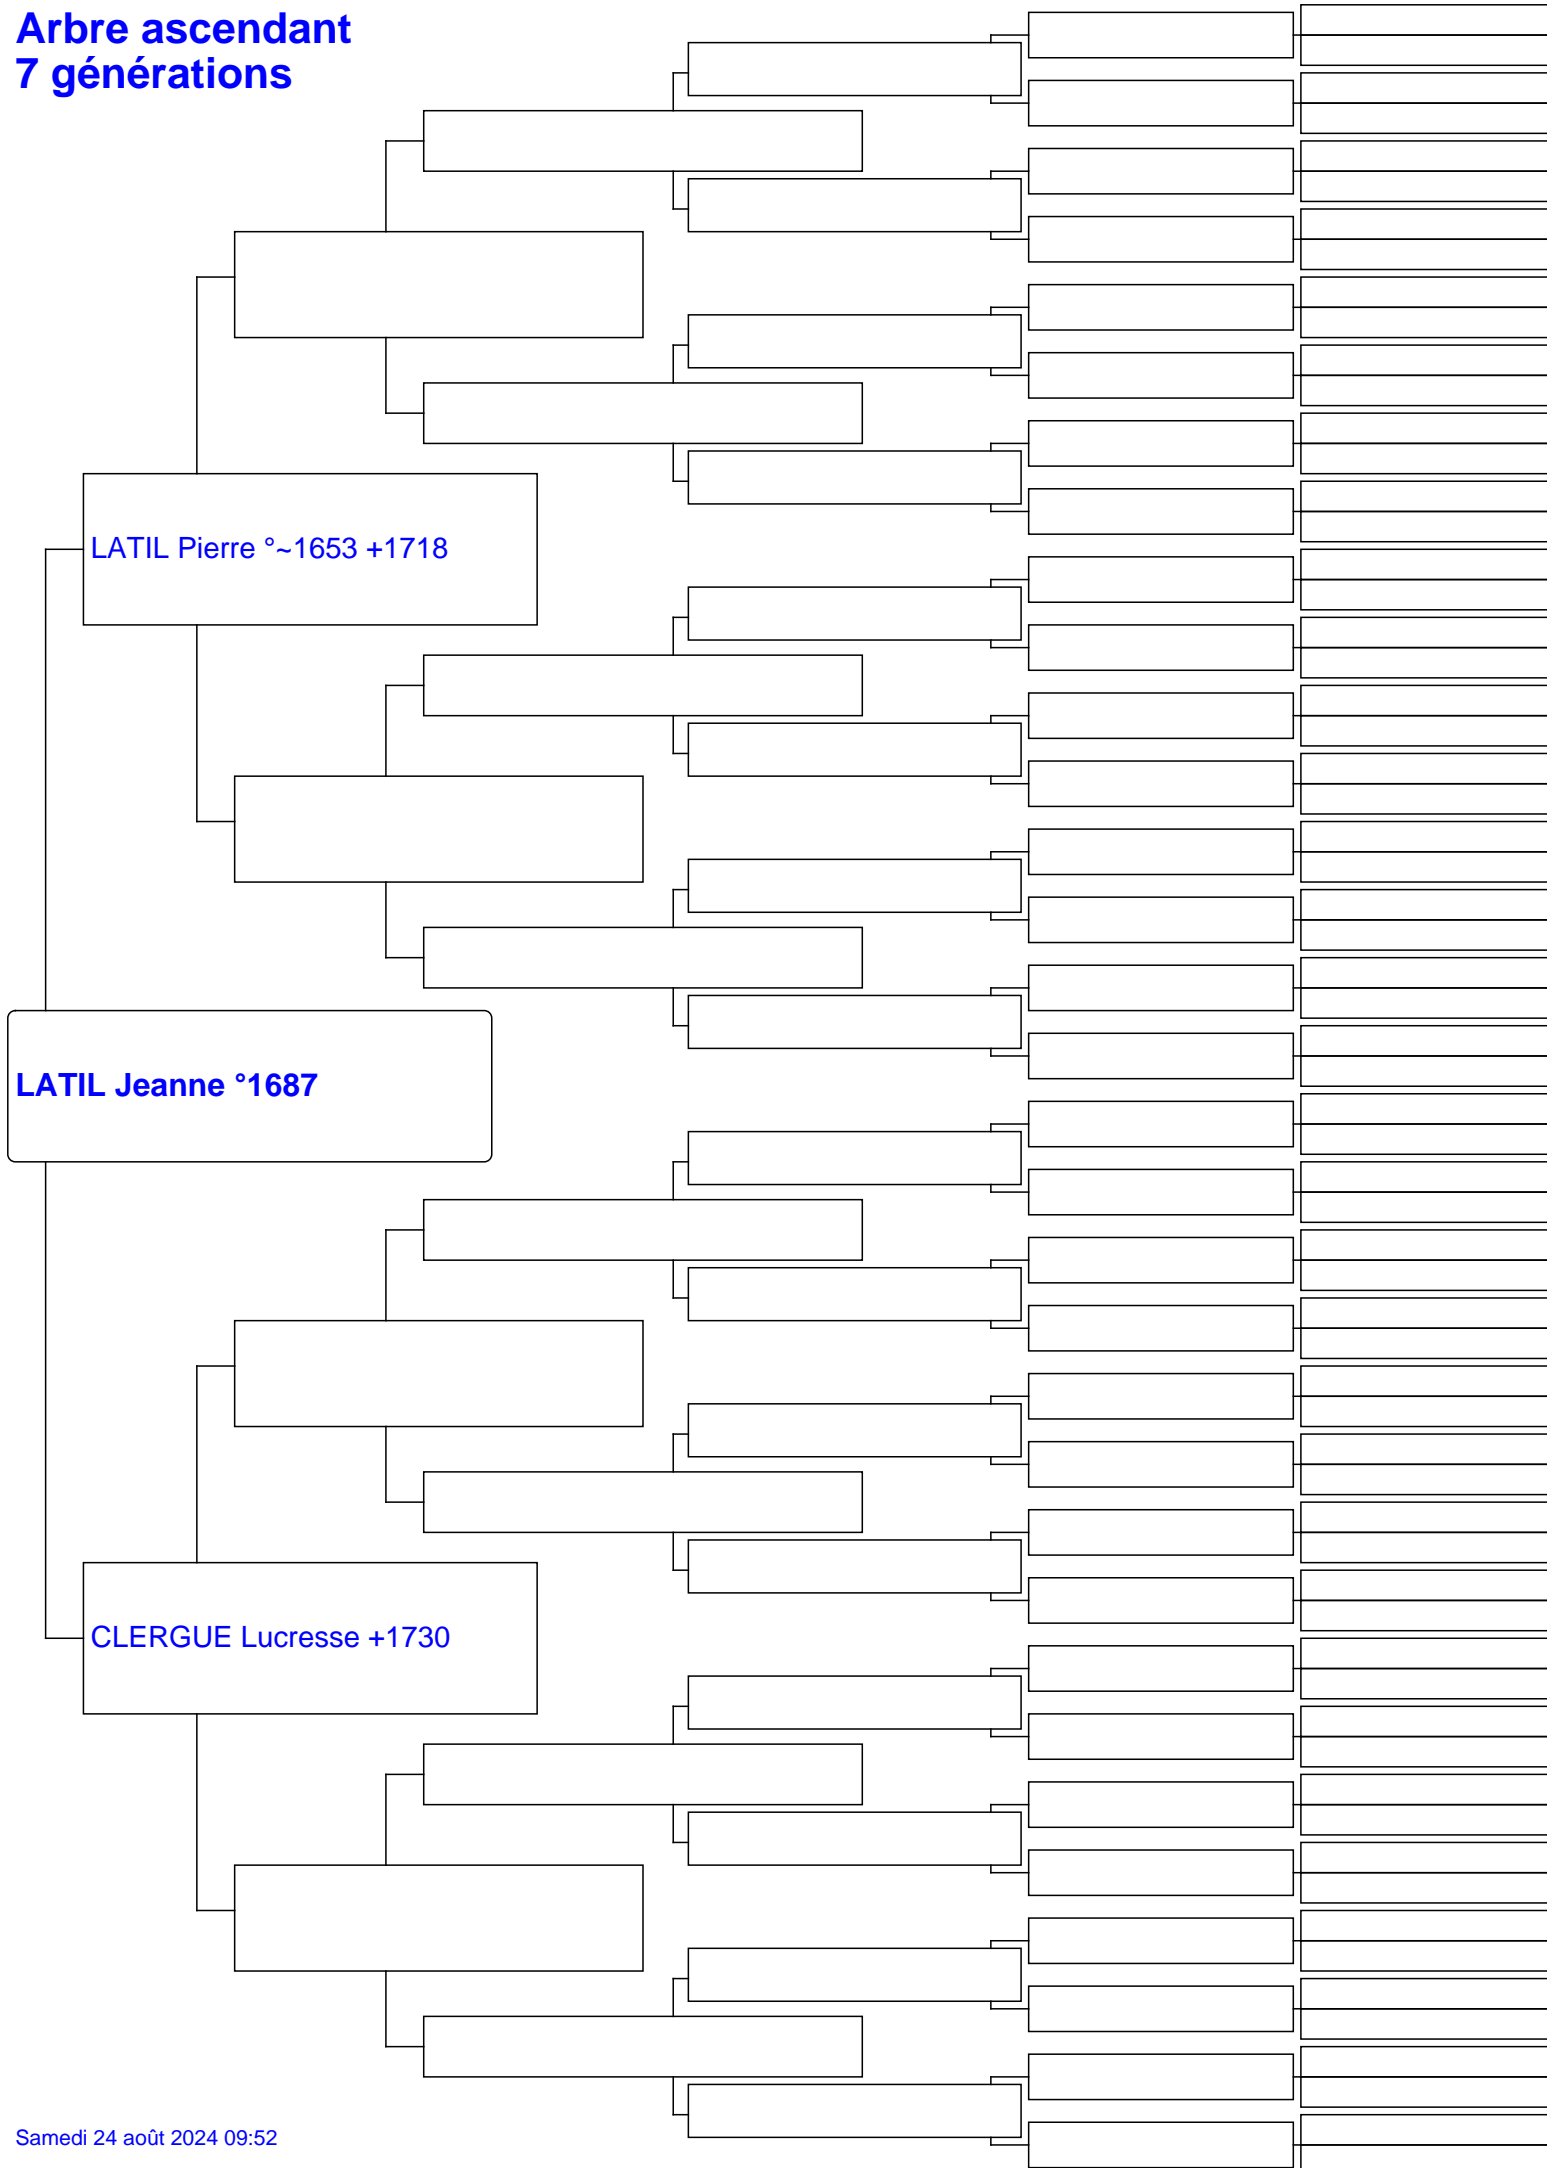 Arbre ascendant
7 générations
LATIL Pierre °~1653 +1718
LATIL Jeanne °1687
CLERGUE Lucresse +1730
Samedi 24 août 2024 09:52